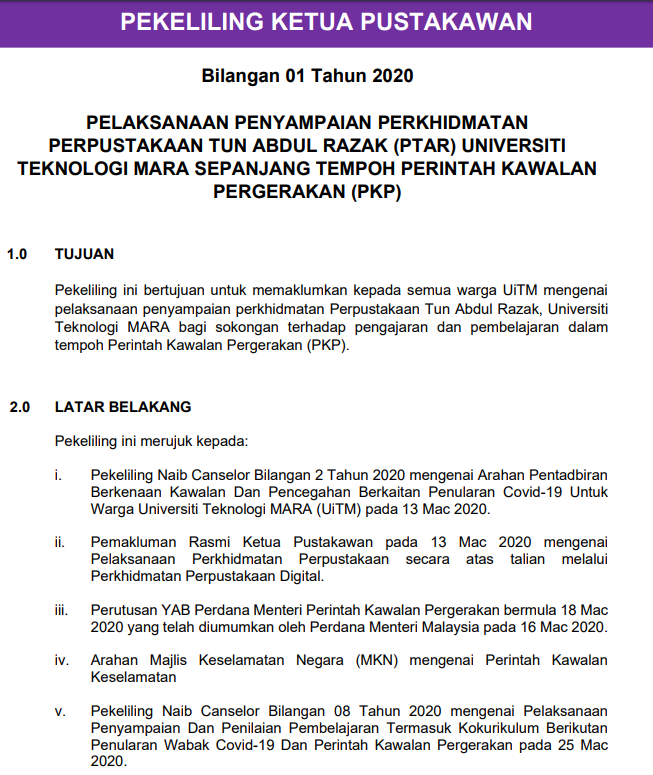 PEKELILING KETUA PUSTAKAWAN
Bilangan 01 Tahun 2020
PELAKSANAAN PENYAMPAIAN PERKHIDMATAN
PERPUSTAKAAN TUN ABDUL RAZAK (PTAR) UNIVERSITI
TEKNOLOGI MARA SEPANJANG TEMPOH PERINTAH KAWALAN
PERGERAKAN (PKP)
1.0 TUJUAN
Pekeliling ini bertujuan untuk memaklumkan kepada semua warga UiTM mengenai
pelaksanaan penyampaian perkhidmatan Perpustakaan Tun Abdul Razak, Universiti
Teknologi MARA bagi sokongan terhadap pengajaran dan pembelajaran dalam
tempoh Perintah Kawalan Pergerakan (PKP).
2.0 LATAR BELAKANG
Pekeliling ini merujuk kepada:
i. Pekeliling Naib Canselor Bilangan 2 Tahun 2020 mengenai Arahan Pentadbiran
Berkenaan Kawalan Dan Pencegahan Berkaitan Penularan Covid-19 Untuk
Warga Universiti Teknologi MARA (UiTM) pada 13 Mac 2020.
ii. Pemakluman Rasmi Ketua Pustakawan pada 13 Mac 2020 mengenai
Pelaksanaan Perkhidmatan Perpustakaan secara atas talian melalui
Perkhidmatan Perpustakaan Digital.
iii. Perutusan YAB Perdana Menteri Perintah Kawalan Pergerakan bermula 18 Mac
2020 yang telah diumumkan oleh Perdana Menteri Malaysia pada 16 Mac 2020.
iv. Arahan Majlis Keselamatan Negara (MKN) mengenai Perintah Kawalan
Keselamatan
v. Pekeliling Naib Canselor Bilangan 08 Tahun 2020 mengenai Pelaksanaan
Penyampaian Dan Penilaian Pembelajaran Termasuk Kokurikulum Berikutan
Penularan Wabak Covid-19 Dan Perintah Kawalan Pergerakan pada 25 Mac
2020.